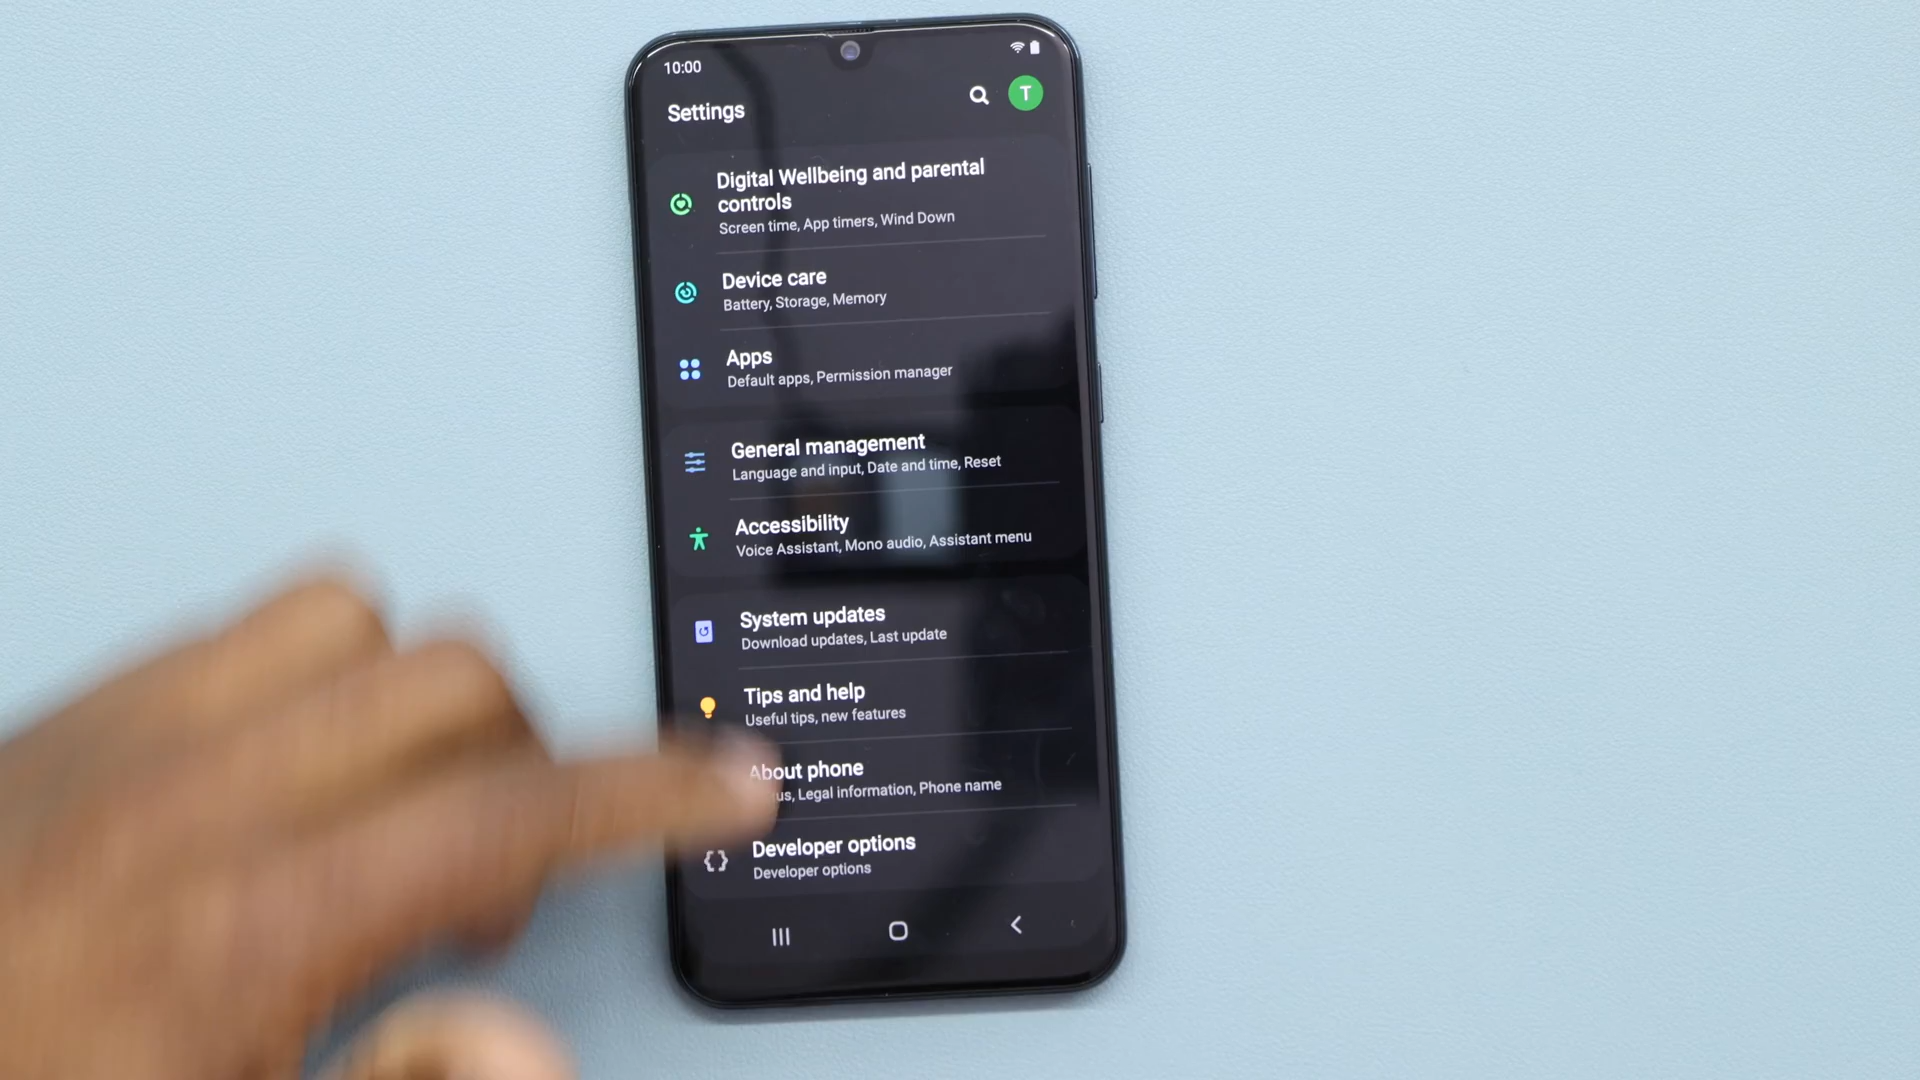 10:00
Settings
T
Digital Wellbeing and parental
controls
Screen time, App timers, Wind Down
Device care
Battery, Storage, Memory
Apps
Default apps, Permission manager
General management
Language and input, Date and time, Reset
Accessibility
Voice Assistant, Mono audio, Assistant menu
System updates
Download updates, Last update
Tips and help
Useful tips, new features
About phone
Legal information, Phone name
Developer options
Developer options